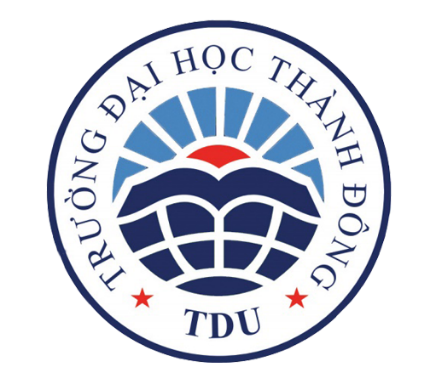 TRƯỜNG ĐẠI HỌC THÀNH ĐÔNG
TDU